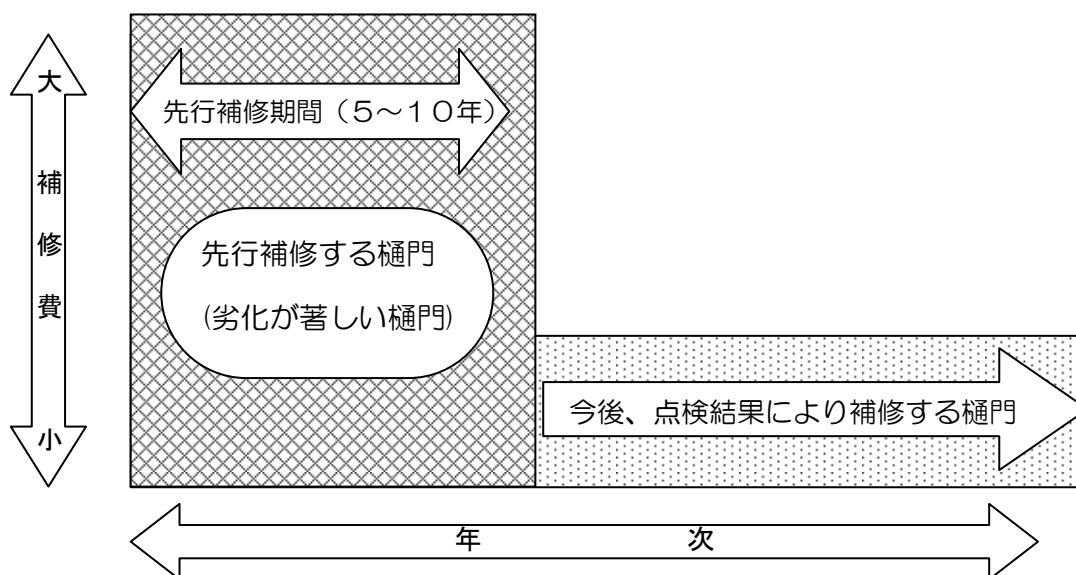 大
補
修
費
小
先行補修期間（５～１０年）
先行補修する樋門
(劣化が著しい樋門)
今後、点検結果により補修する樋門
年　　　次